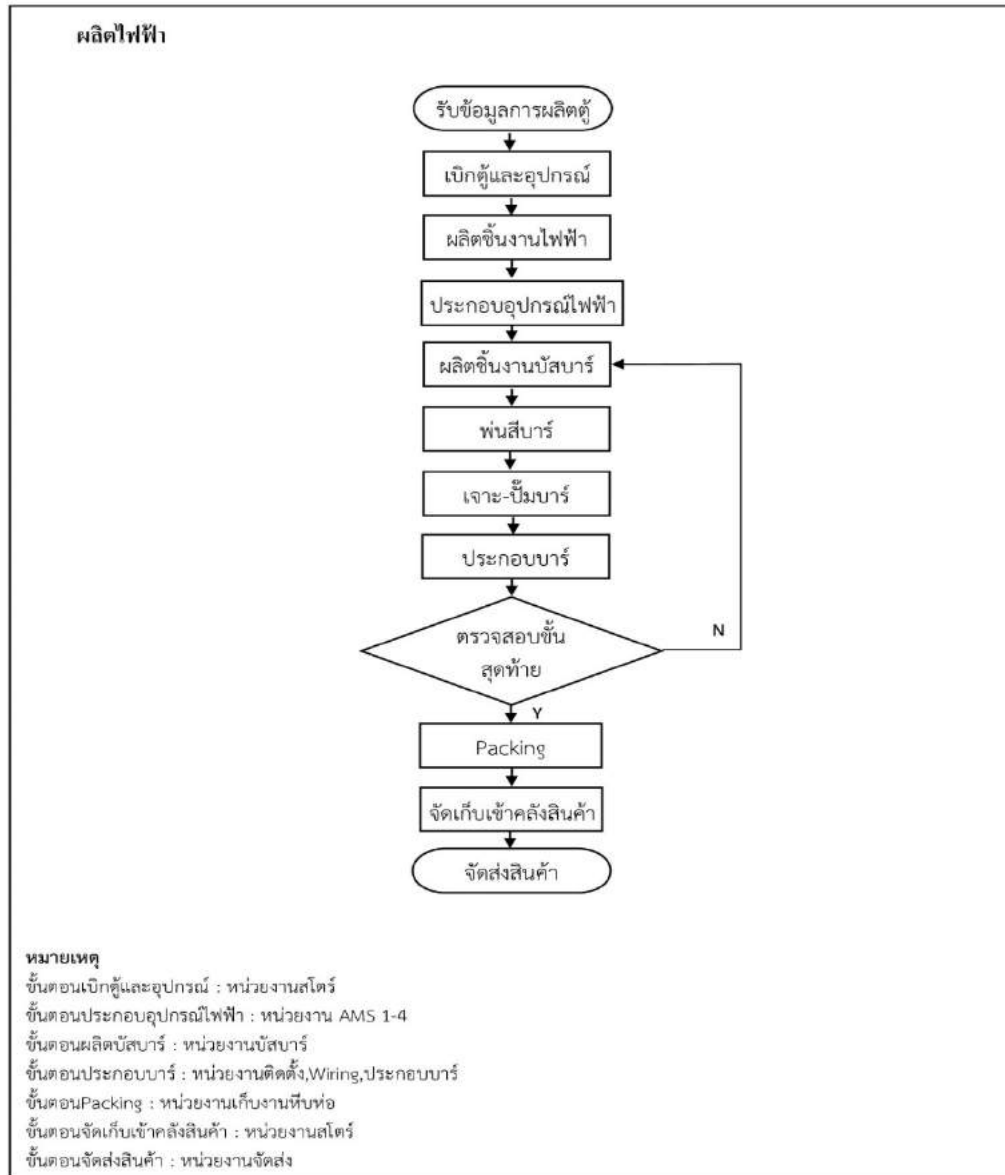 ผลิตไฟฟ้า
รับข้อมูลการผลิตตู้
เบิกตู้และอุปกรณ์
ผลิตชิ้นงานไฟฟ้า
ประกอบอุปกรณ์ไฟฟ้า
ผลิตชิ้นงานบัสบาร์
พ่นสีบาร์
เจาะ-ปั๊มบาร์
ประกอบบาร์
ตรวจสอบขั้น
สุดท้าย
N
Y
Packing
จัดเก็บเข้าคลังสินค้า
จัดส่งสินค้า
หมายเหตุ
ขั้นตอนเบิกตู้และอุปกรณ์ : หน่วยงานสโตร์
ขั้นตอนประกอบอุปกรณ์ไฟฟ้า : หน่วยงาน AMS 1-4
ขั้นตอนผลิตบัสบาร์ : หน่วยงานบัสบาร์
ขั้นตอนประกอบบาร์ : หน่วยงานติดตั้ง,Wiring,ประกอบบาร์
ขั้นตอนPacking : หน่วยงานเก็บงานหีบห่อ
ขั้นตอนจัดเก็บเข้าคลังสินค้า : หน่วยงานสโตร์
ขั้นตอนจัดส่งสินค้า : หน่วยงานจัดส่ง